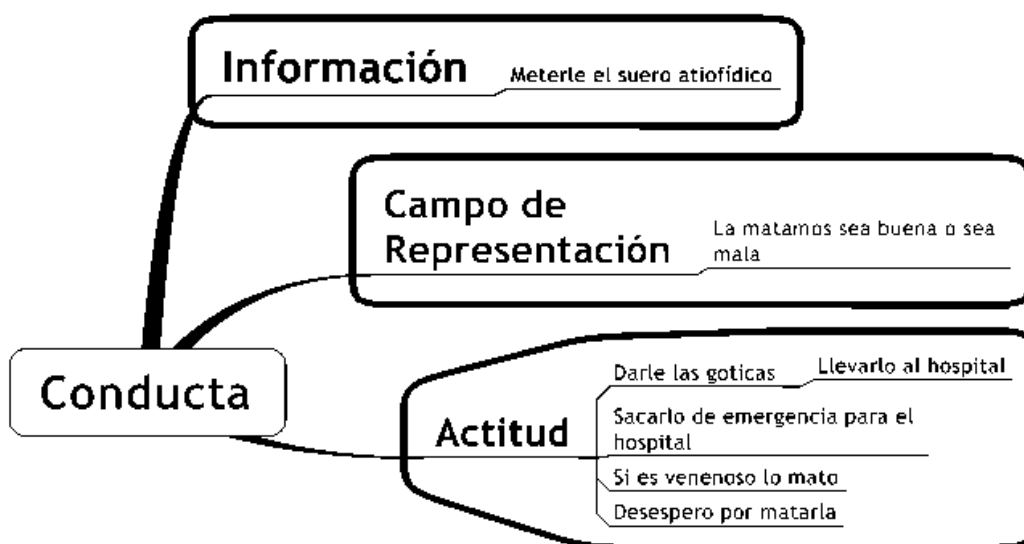 Información
Meterle el suero atiofídico
Campo de
Representación
La matamos sea buena o sea
mala
Conducta
Actitud
Darle las goticas
Llevarlo al hospital
Sacarlo de emergencia para el
hospital
Si es venenoso lo mato
Desespero por matarla